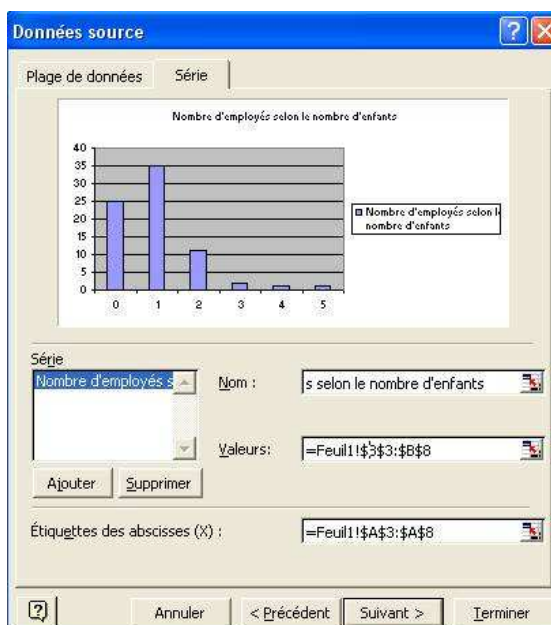 Données source
Plage de données
Série
Nombre d'employés selon le nombre d'enfants
40
35
30
25
20
15
10
5
0
0 1 2 3 4 5
Nombre d'employés selon l
nombre d'enfants
Série
Nombre d'employés s
Nom :
s selon le nombre d'enfants
Valeurs:
=Feuil1!$B$3:$B$8
Ajouter
Supprimer
Étiquettes des abscisses (X) :
=Feuil1!$A$3:$A$8
Annuler
< Précédent
Suivant >
Terminer